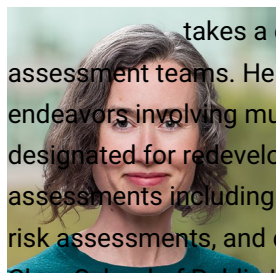 takes a
assessment teams. He
endeavors involving mu
designated for redevelo
assessments including
risk assessments, and